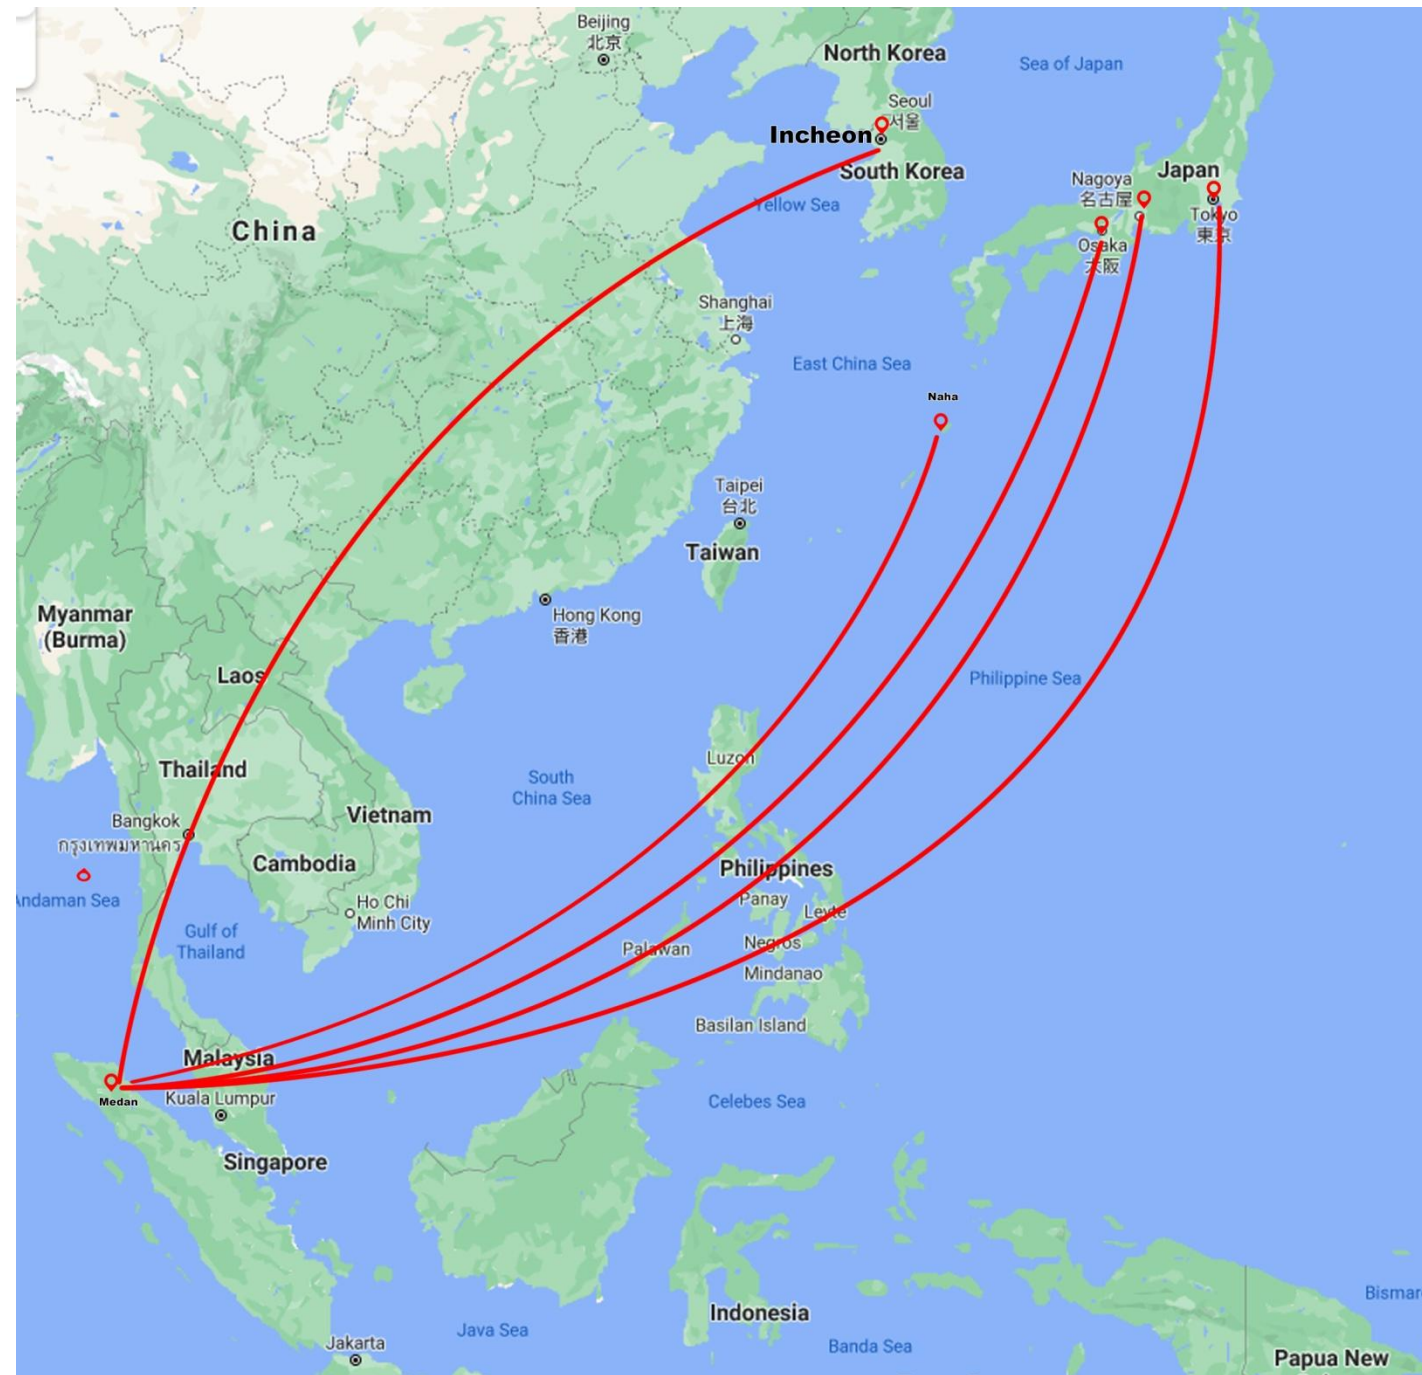 Beijing
北京
North Korea
Sea of Japan
Seoul
서울
Incheon
South Korea
Japan
Nagoya
名古屋
Yellow Sea
Tokyo
東京
China
Osaka
大阪
Shanghai
上海
East China Sea
Naha
Taipei
台北
Taiwan
Myanmar
(Burma)
Hong Kong
香港
Laos
Philippine Sea
Luzon
Thailand
South
China Sea
Vietnam
Bangkok
กรุงเทพมหานคร
Cambodia
Philippines
Andaman Sea
Ho Chi
Minh City
Panay
Leyte
Gulf of
Thailand
Palawan
Negros
Mindanao
Basilan Island
Malaysia
Medan
Kuala Lumpur
Celebes Sea
Singapore
Indonesia
Bismar
Java Sea
Jakarta
Banda Sea
Papua New